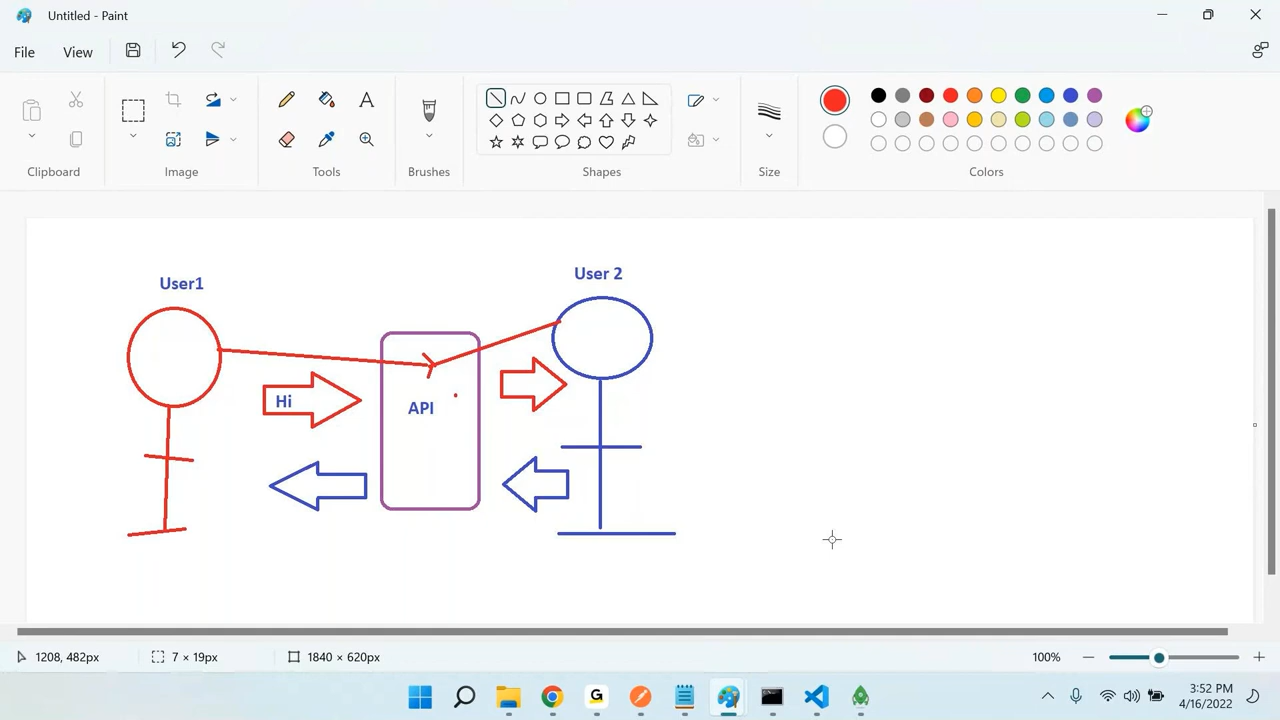 Untitled - Paint
File
View
Clipboard
Image
Tools
Brushes
Shapes
Size
Colors
User1
User 2
Hi
API
1208, 482px
7 × 19px
1840 × 620px
100%
3:52 PM
4/16/2022